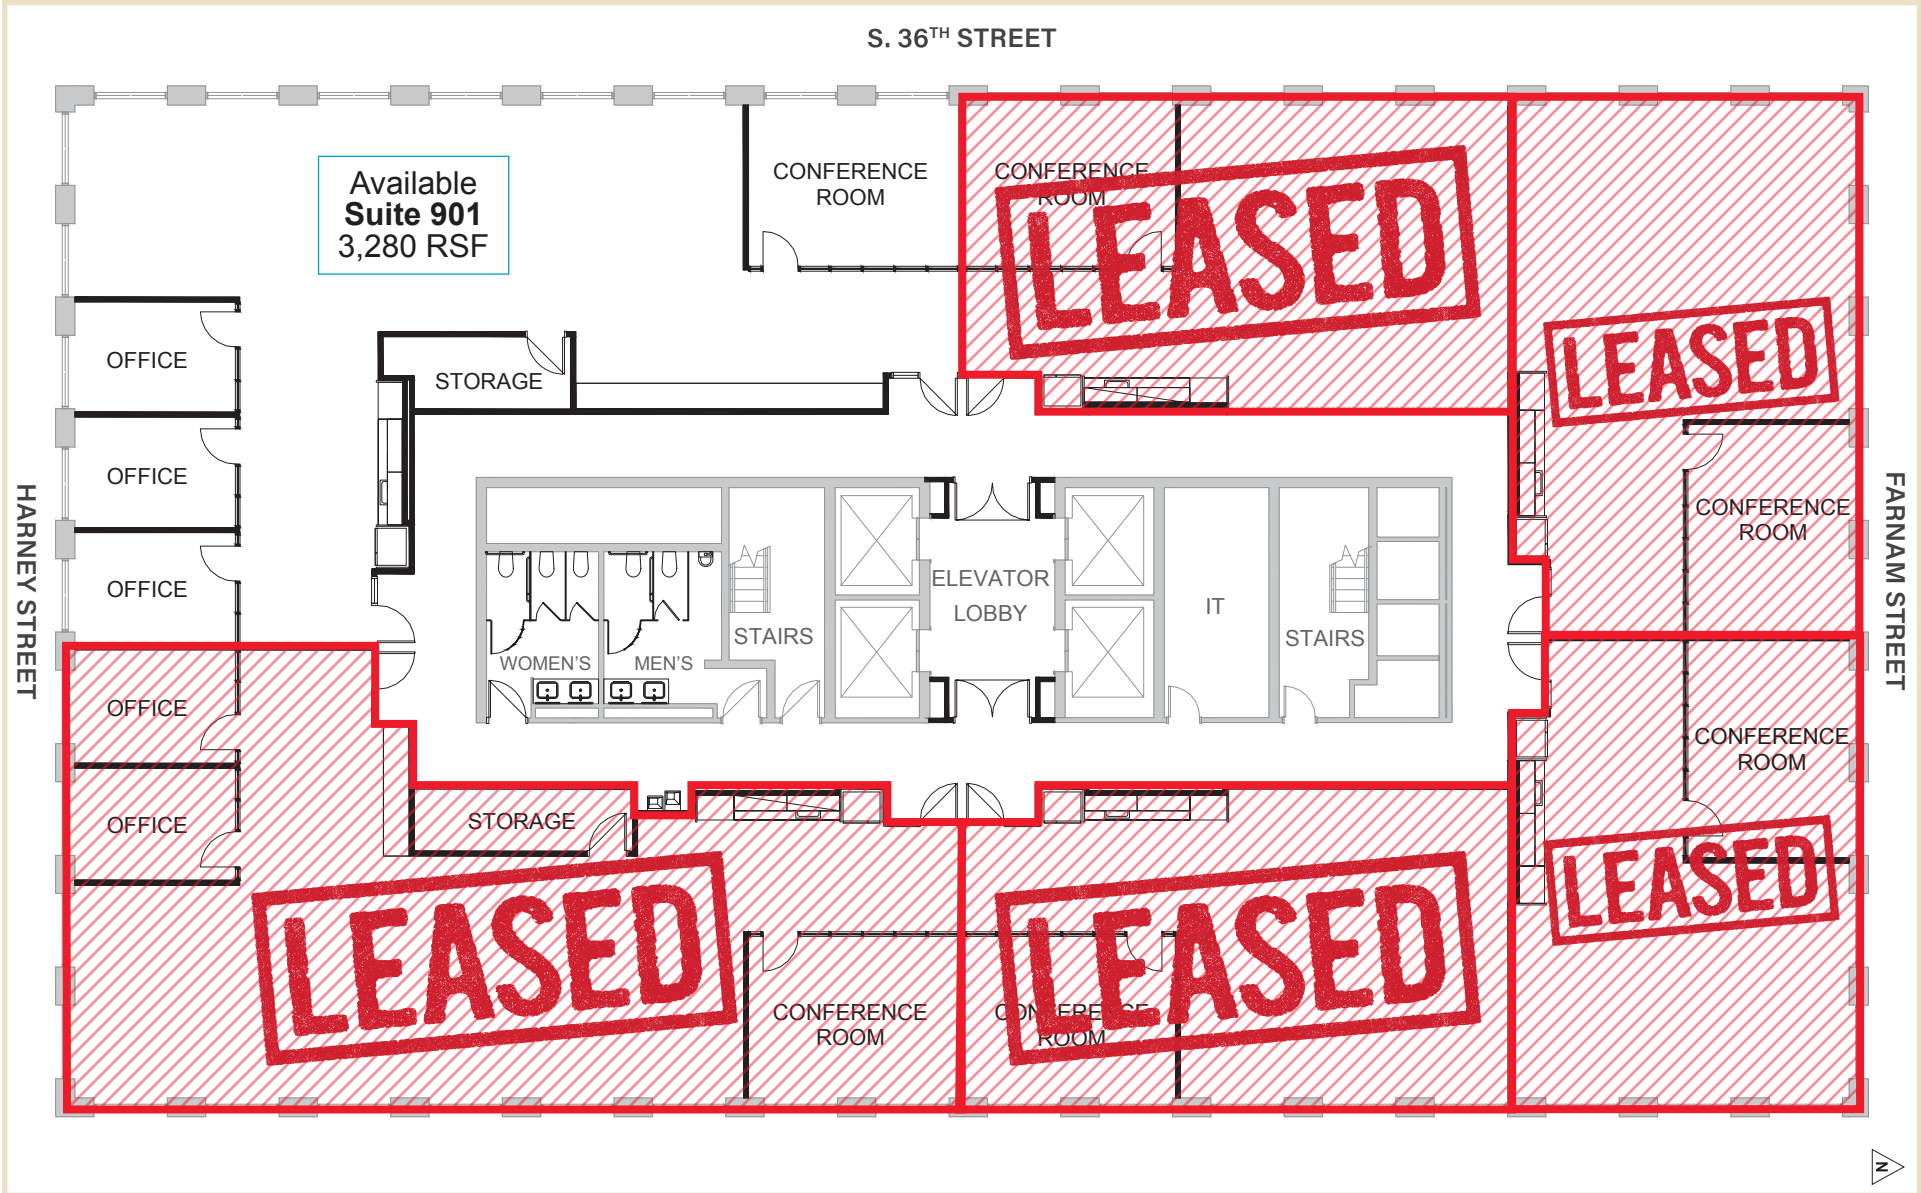 S. 36TH STREET
Available
Suite 901
3,280 RSF
CONFERENCE
ROOM
CONFERENCE
ROOM
LEASED
LEASED
OFFICE
STORAGE
OFFICE
CONFERENCE
ROOM
HARNEY STREET
FARNAM STREET
OFFICE
ELEVATOR
LOBBY
IT
STAIRS
STAIRS
WOMEN'S
MEN'S
OFFICE
CONFERENCE
ROOM
OFFICE
STORAGE
LEASED
LEASED
LEASED
CONFERENCE
ROOM
CONFERENCE
ROOM
N